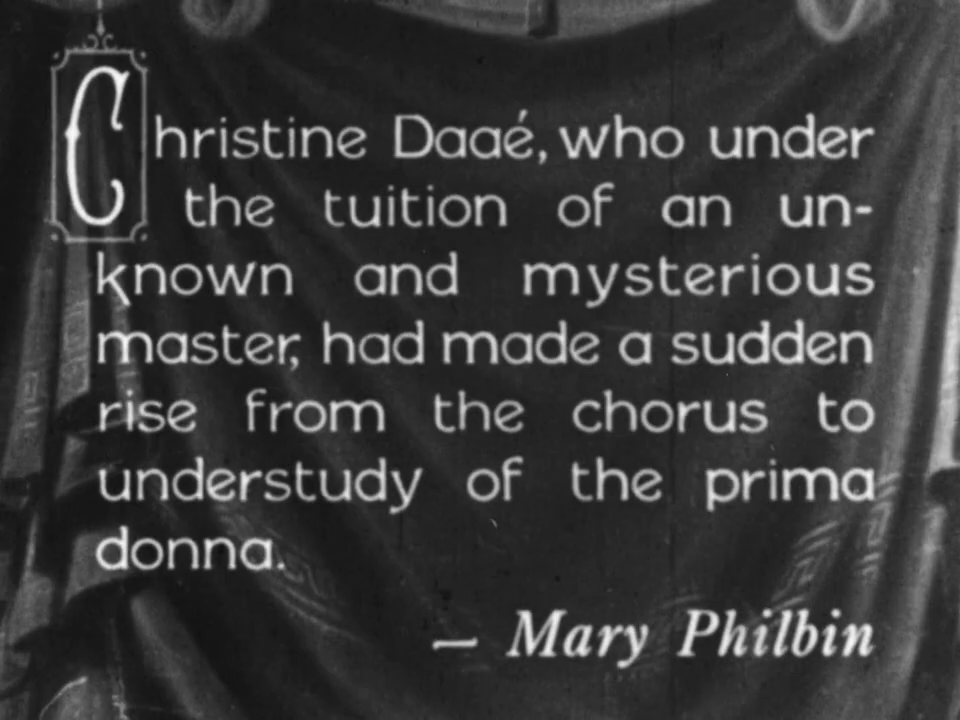 Christine Daaé, who under
the tuition of an un-
known and mysterious
master, had made a sudden
rise from the chorus to
understudy of the prima
donna.
— Mary Philbin